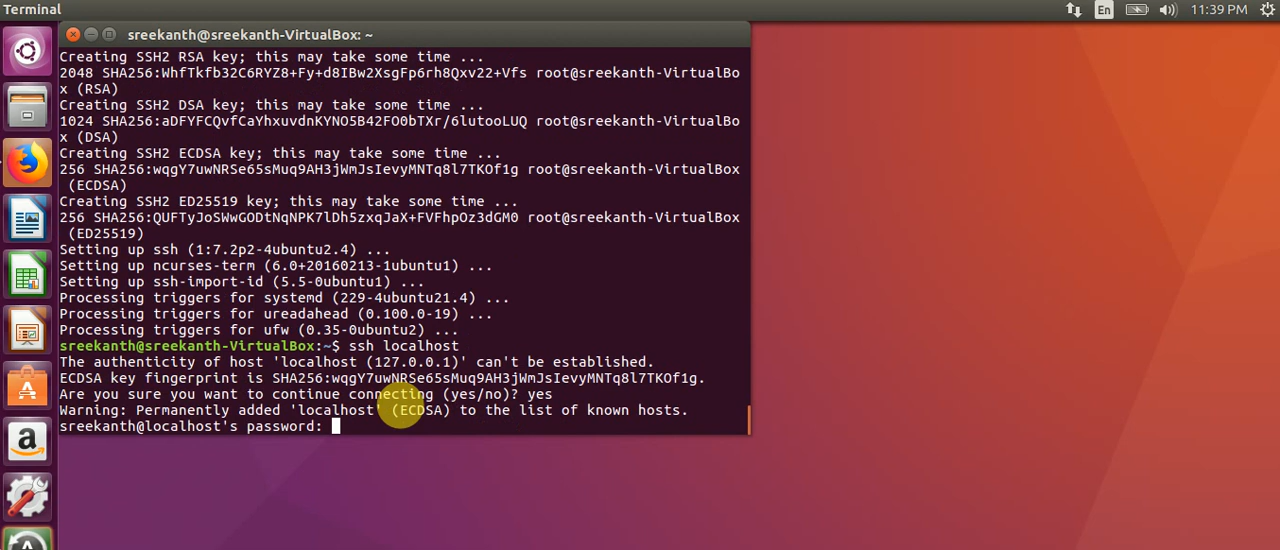 Terminal
En
11:39 PM
sreekanth@sreekanth-VirtualBox: ~
Creating SSH2 RSA key; this may take some time ...
2048 SHA256:WhfTkfb32C6RYZ8+Fy+d8IBw2XsgFp6rh8Qxv22+Vfs root@sreekanth-VirtualBo
x (RSA)
Creating SSH2 DSA key; this may take some time ...
1024 SHA256:aDFYFCQvfCaYhxuvdnKYNO5B42FO0bTXr/6lutooLUQ root@sreekanth-VirtualBo
x (DSA)
Creating SSH2 ECDSA key; this may take some time ...
256 SHA256:wqgY7uwNRSe65sMuq9AH3jWmJsIevyMNTq8l7TKOf1g root@sreekanth-VirtualBox
(ECDSA)
Creating SSH2 ED25519 key; this may take some time ...
256 SHA256:QUFTyJoSWwGODtNqNPK7lDh5zxqJaX+FVFhpOz3dGM0 root@sreekanth-VirtualBox
(ED25519)
Setting up ssh (1:7.2p2-4ubuntu2.4) ...
Setting up ncurses-term (6.0+20160213-1ubuntu1) ...
Setting up ssh-import-id (5.5-0ubuntu1) ...
Processing triggers for systemd (229-4ubuntu21.4) ...
Processing triggers for ureadahead (0.100.0-19) ...
Processing triggers for ufw (0.35-0ubuntu2) ...
sreekanth@sreekanth-VirtualBox:~$ ssh localhost
The authenticity of host 'localhost (127.0.0.1)' can't be established.
ECDSA key fingerprint is SHA256:wqgY7uwNRSe65sMuq9AH3jWmJsIevyMNTq8l7TKOf1g.
Are you sure you want to continue connecting (yes/no)? yes
Warning: Permanently added 'localhost' (ECDSA) to the list of known hosts.
sreekanth@localhost's password: